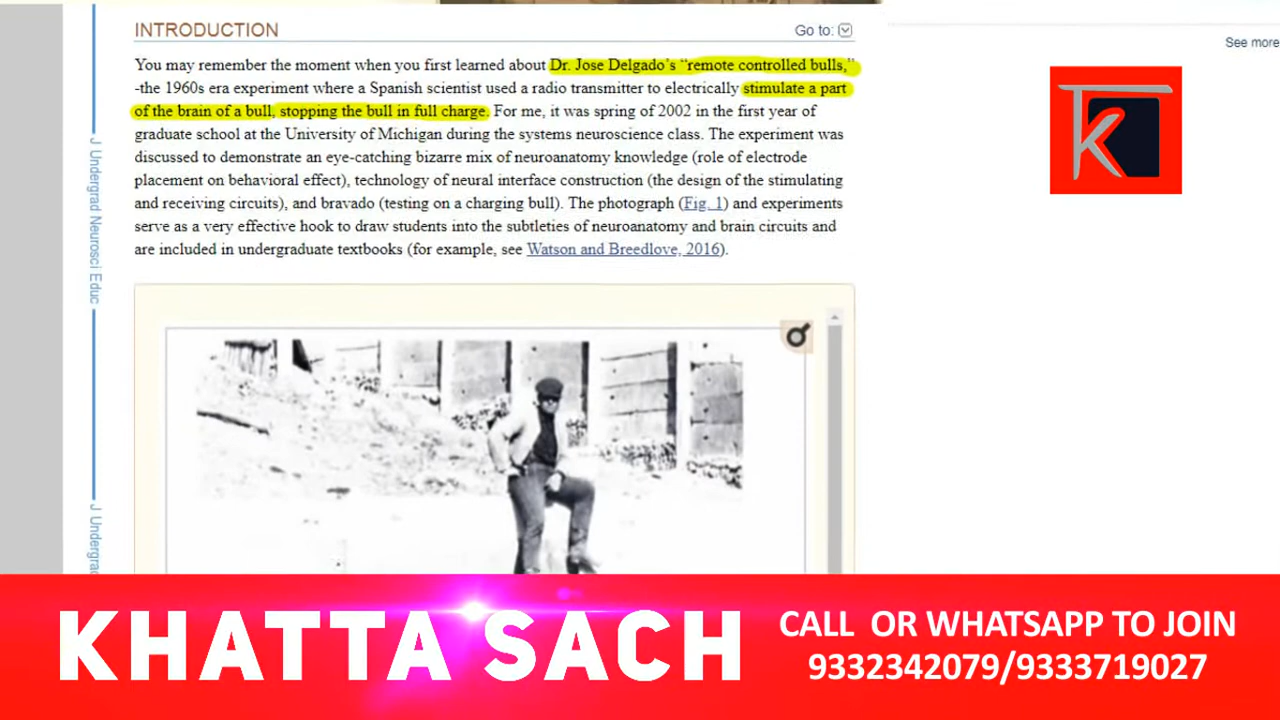 INTRODUCTION
Go to:
See more
You may remember the moment when you first learned about Dr. Jose Delgado's “remote controlled bulls,”
-the 1960s era experiment where a Spanish scientist used a radio transmitter to electrically stimulate a part
of the brain of a bull, stopping the bull in full charge. For me, it was spring of 2002 in the first year of
graduate school at the University of Michigan during the systems neuroscience class. The experiment was
discussed to demonstrate an eye-catching bizarre mix of neuroanatomy knowledge (role of electrode
placement on behavioral effect), technology of neural interface construction (the design of the stimulating
and receiving circuits), and bravado (testing on a charging bull). The photograph (Fig. 1) and experiments
serve as a very effective hook to draw students into the subtleties of neuroanatomy and brain circuits and
are included in undergraduate textbooks (for example, see Watson and Breedlove, 2016).
J Undergrad Neurosci Educ
J Undergrad
K
KHATTA SACH
CALL OR WHATSAPP TO JOIN
9332342079/9333719027